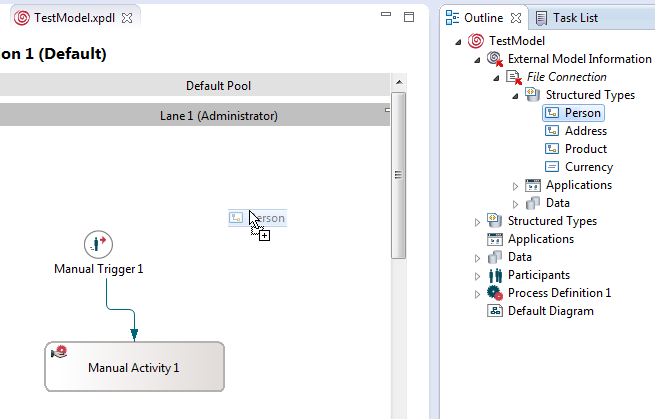 TestModel.xpdl
on 1 (Default)
Default Pool
Lane 1 (Administrator)
Person
Manual Trigger 1
Manual Activity 1
Outline
Task List
TestModel
External Model Information
File Connection
Structured Types
Person
Address
Product
Currency
Applications
Data
Structured Types
Applications
Data
Participants
Process Definition 1
Default Diagram